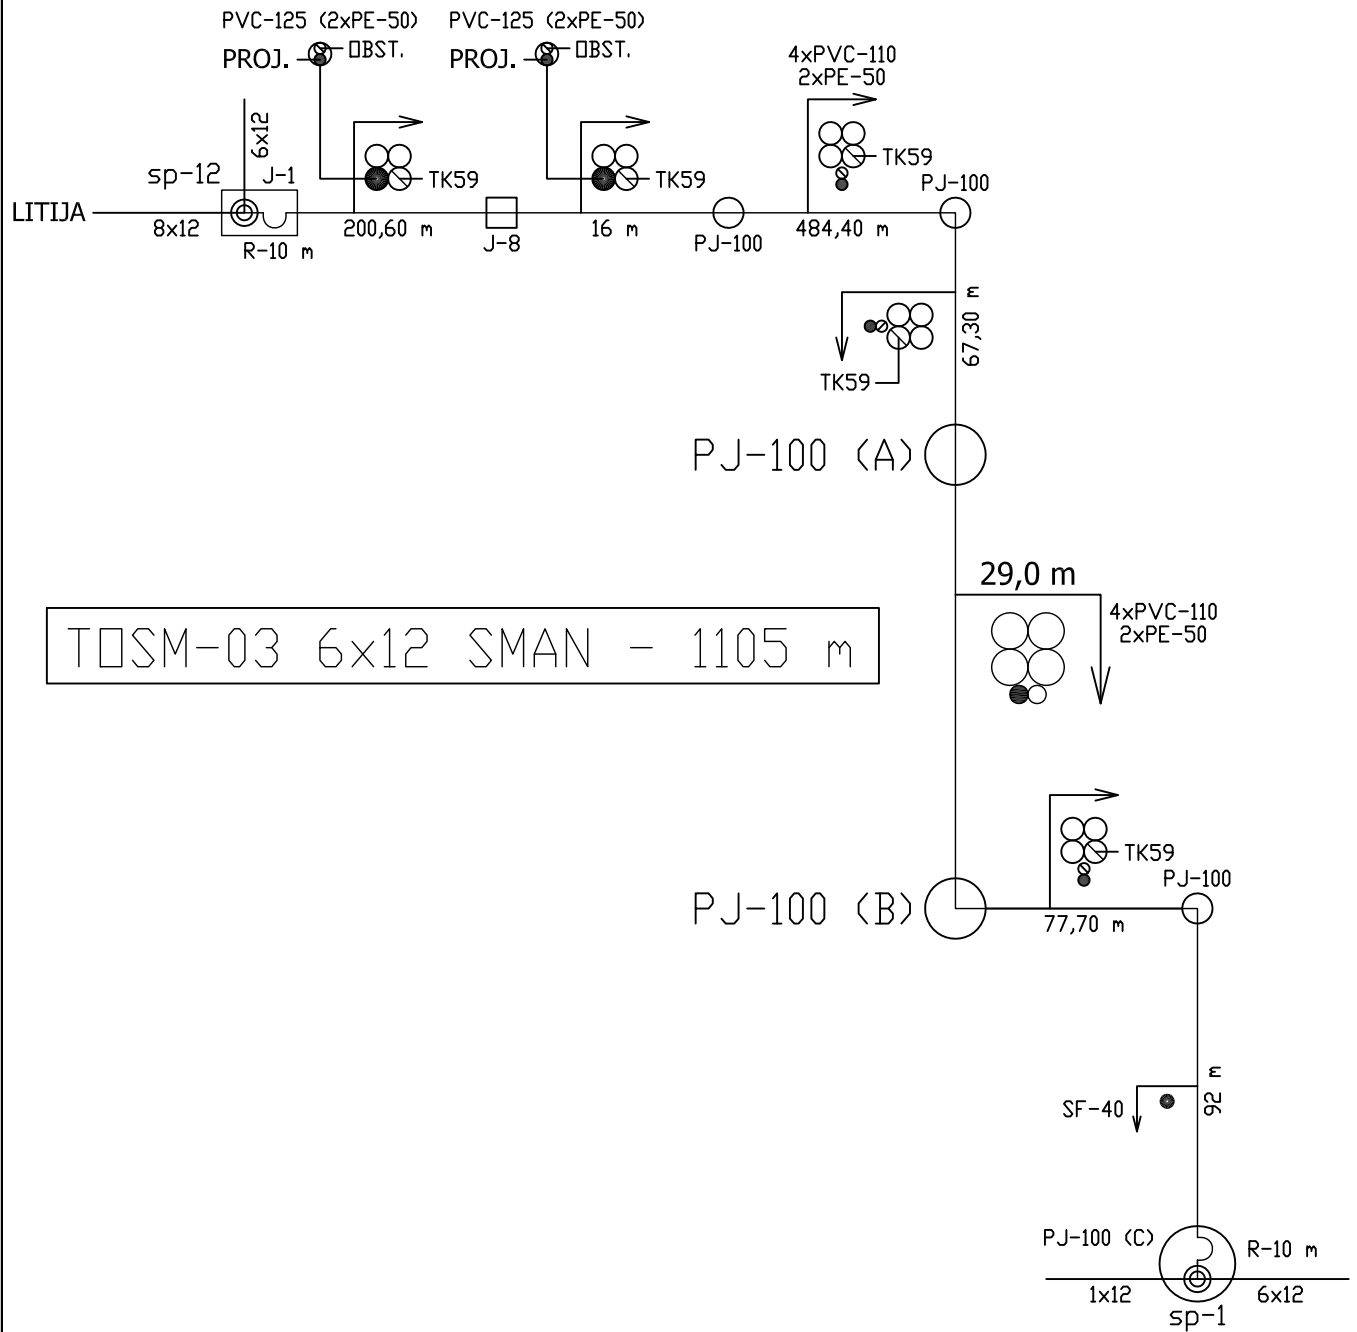 PVC-125 (2xPE-50)
PVC-125 (2xPE-50)
OBST.
PROJ.
OBST.
PROJ.
4xPVC-110
2xPE-50
6x12
sp-12
J-1
TK59
TK59
TK59
PJ-100
LITIJA
8x12
R-10 m
200,60 m
J-8
16 m
PJ-100
484,40 m
67,30 m
TK59
PJ-100 (A)
29,0 m
4xPVC-110
2xPE-50
TOSM-03 6x12 SMAN - 1105 m
TK59
PJ-100
PJ-100 (B)
77,70 m
92 m
SF-40
PJ-100 (C)
R-10 m
1x12
6x12
sp-1